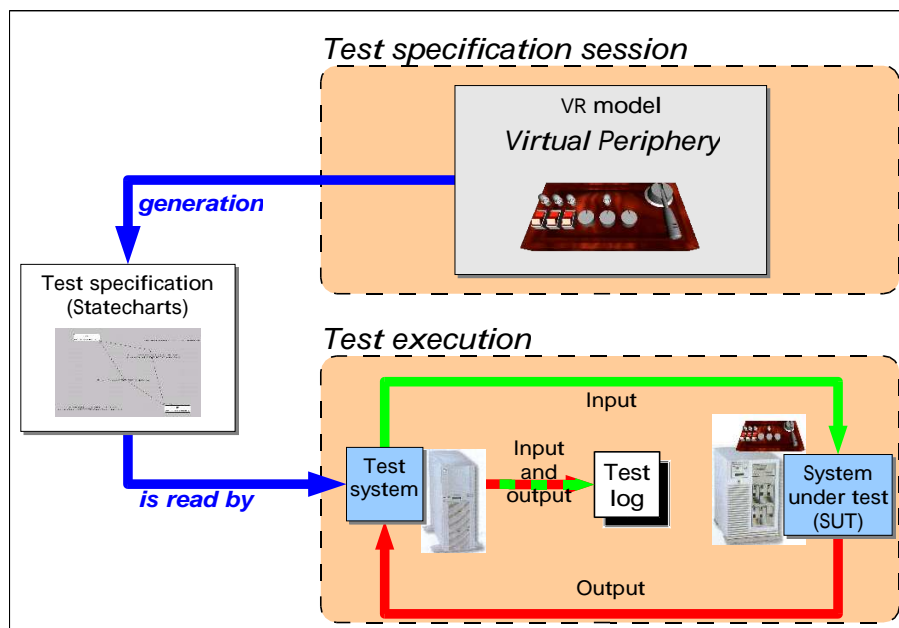 Test specification session
VR model
Virtual Periphery
generation
Test specification
(Statecharts)
Test execution
Input
Test
system
Input
and
output
Test
log
System
under test
(SUT)
is read by
Output